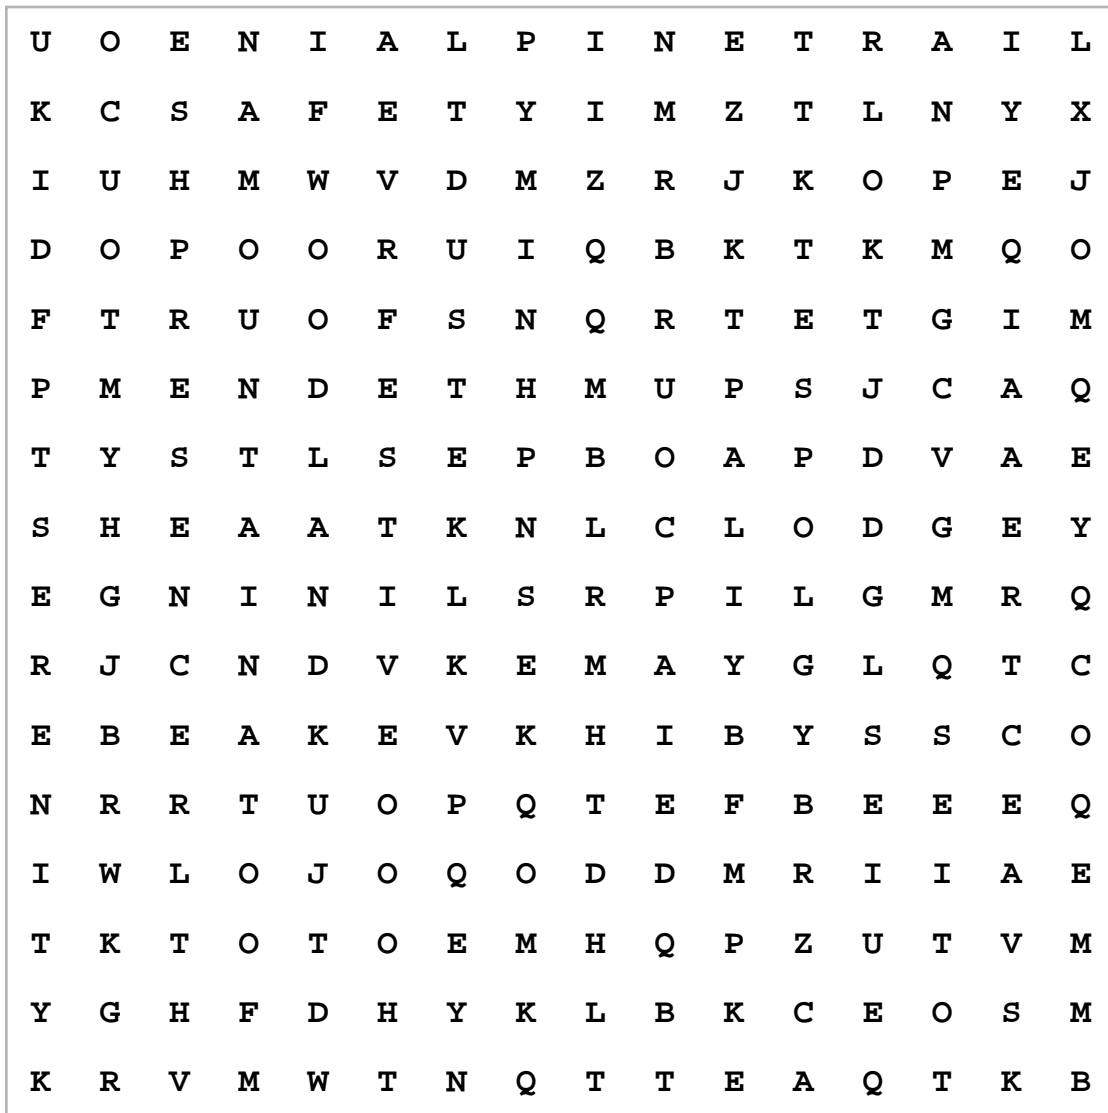 U O E N I A L P I N E T R A I L
K C S A F E T Y I M Z T L N Y X
I U H M W V D M Z R J K O P E J
D O P O O R U I Q B K T K M Q O
F T R U O F S N Q R T E T G I M
P M E N D E T H M U P S J C A Q
T Y S T L S E P B O A P D V A E
S H E A A T K N L C L O D G E Y
E G N I N I L S R P I L G M R Q
R J C N D V K E M A Y G L Q T C
E B E A K E V K H I B Y S S C O
N R R T U O P Q T E F B E E E Q
I W L O J O Q O D D M R I I A E
T K T O T O E M H Q P Z U T V M
Y G H F D H Y K L B K C E O S M
K R V M W T N Q T T E A Q T K B